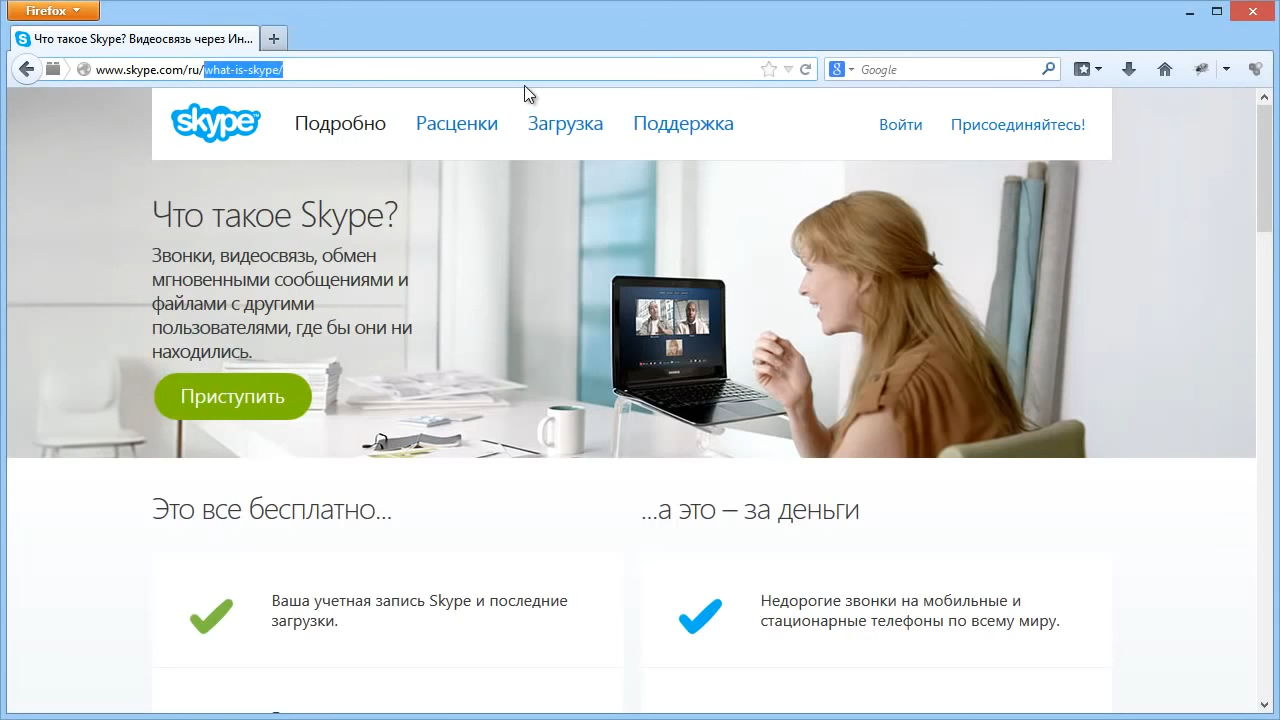 Firefox
Что такое Skype? Видеосвязь через Ин...
www.skype.com/ru/what-is-skype/
Google
skype
Подробно
Расценки
Загрузка
Поддержка
Войти
Присоединяйтесь!
Что такое Skype?
Звонки, видеосвязь, обмен
мгновенными сообщениями и
файлами с другими
пользователями, где бы они ни
находились.
Приступить
Это все бесплатно...
...а это – за деньги
Ваша учетная запись Skype и последние
загрузки.
Недорогие звонки на мобильные и
стационарные телефоны по всему миру.